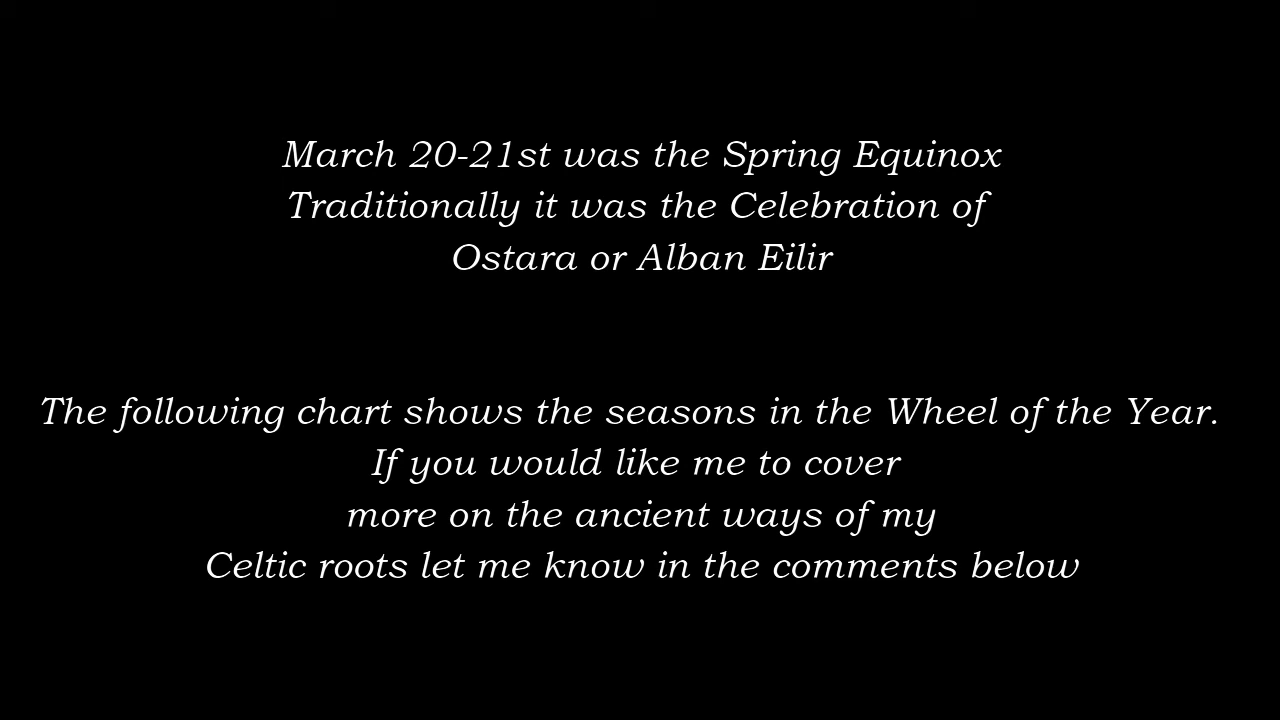 March 20-21st was the Spring Equinox
Traditionally it was the Celebration of
Ostara or Alban Eilir
The following chart shows the seasons in the Wheel of the Year.
If you would like me to cover
more on the ancient ways of my
Celtic roots let me know in the comments below